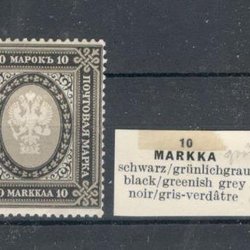 10 МАРОКЪ 10
ПОЧТОВАЯ МАРКА
10 MARKKAA 10
10
MARKKA
schwarz/grünlichgrau
black/greenish grey
noir/gris-verdâtre